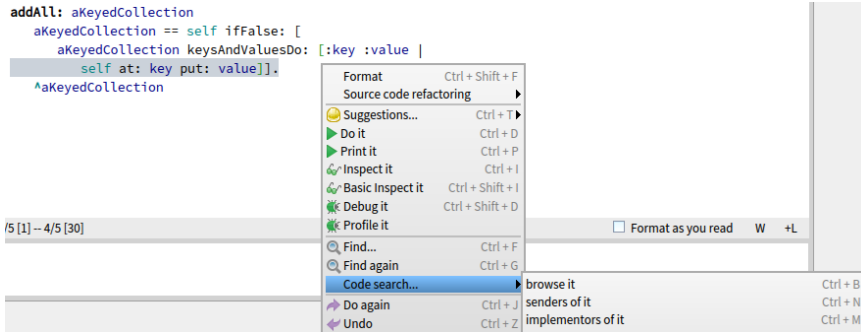 addAll: aKeyedCollection
aKeyedCollection == self ifFalse: [
aKeyedCollection keysAndValuesDo: [:key :value |
self at: key put: value]].
^aKeyedCollection
Format Ctrl + Shift + F
Source code refactoring
Suggestions... Ctrl + T
Do it Ctrl + D
Print it Ctrl + P
Inspect it Ctrl + I
Basic Inspect it Ctrl + Shift + I
Debug it Ctrl + Shift + D
Profile it
/5 [1] -- 4/5 [30] Format as you read W +L
Find... Ctrl + F
Find again Ctrl + G
Code search... browse it Ctrl + B
senders of it Ctrl + N
Do again Ctrl + J
implementors of it Ctrl + M
Undo Ctrl + Z